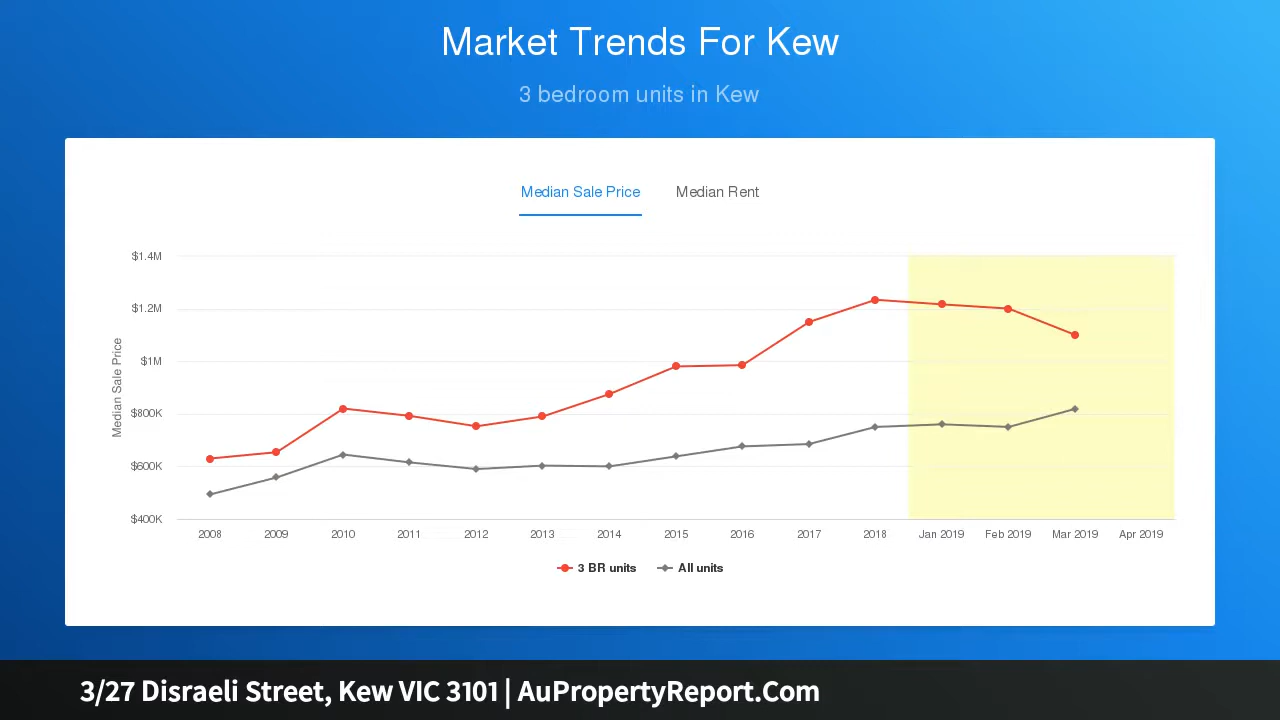 Market Trends For Kew
3 bedroom units in Kew
Median Sale Price Median Rent
Median Sale Price
$1.4M
$1.2M
$1M
$800K
$600K
$400K
2008 2009 2010 2011 2012 2013 2014 2015 2016 2017 2018 Jan 2019 Feb 2019 Mar 2019 Apr 2019
3 BR units All units
3/27 Disraeli Street, Kew VIC 3101 | AuPropertyReport.Com